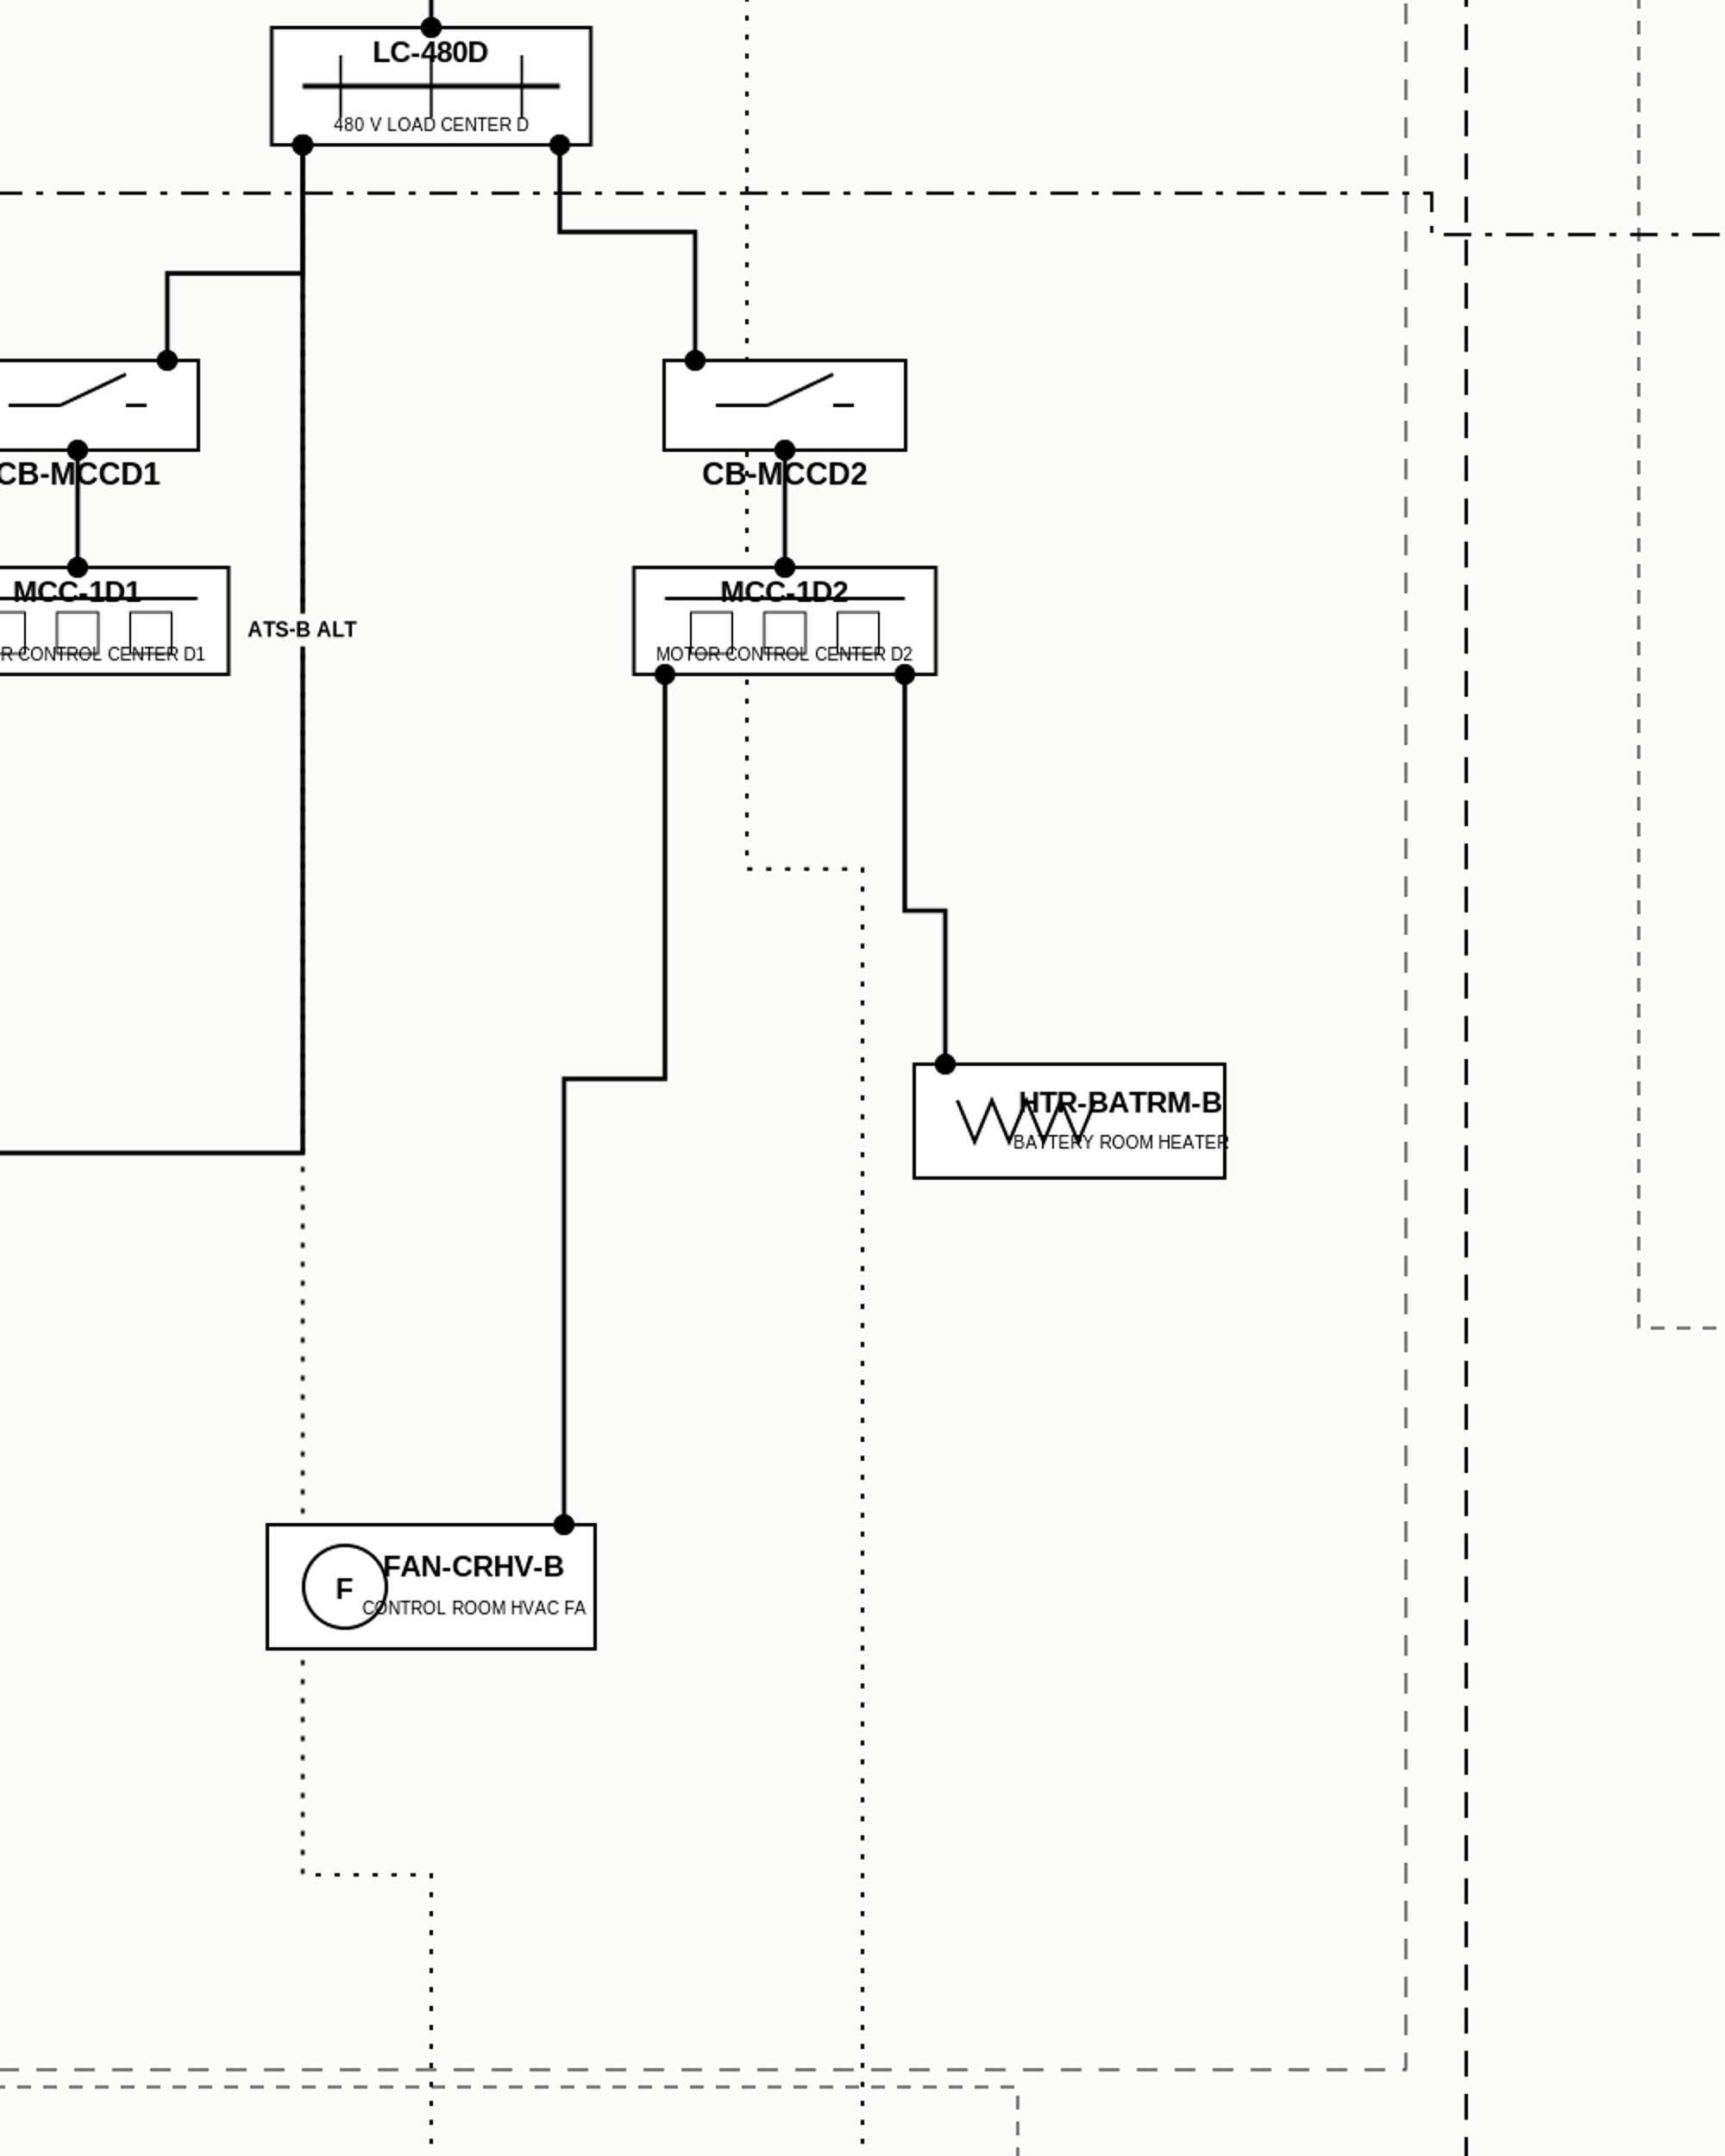 LC-480D
480 V LOAD CENTER D
CB-MCCD1
CB-MCCD2
MCC-1D1
R CONTROL CENTER D1
ATS-B ALT
MCC-1D2
MOTOR CONTROL CENTER D2
HTR-BATRM-B
BATTERY ROOM HEATER
F
FAN-CRHV-B
CONTROL ROOM HVAC FA